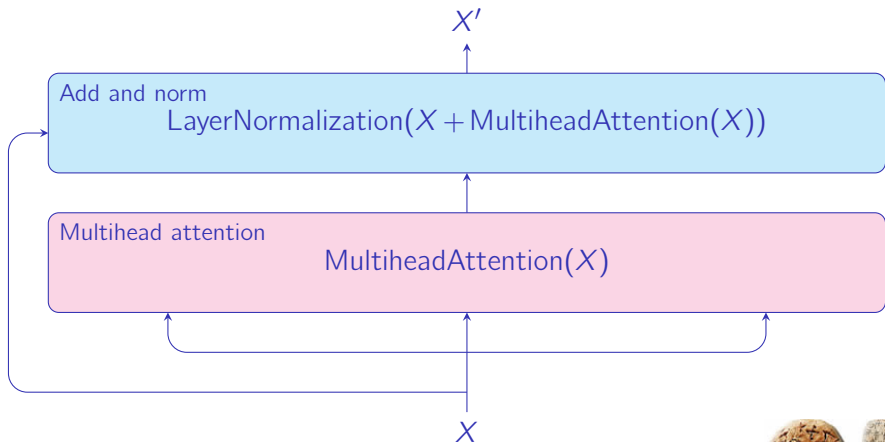 X′
Add and norm
LayerNormalization(X + MultiheadAttention(X))
Multihead attention
MultiheadAttention(X)
X